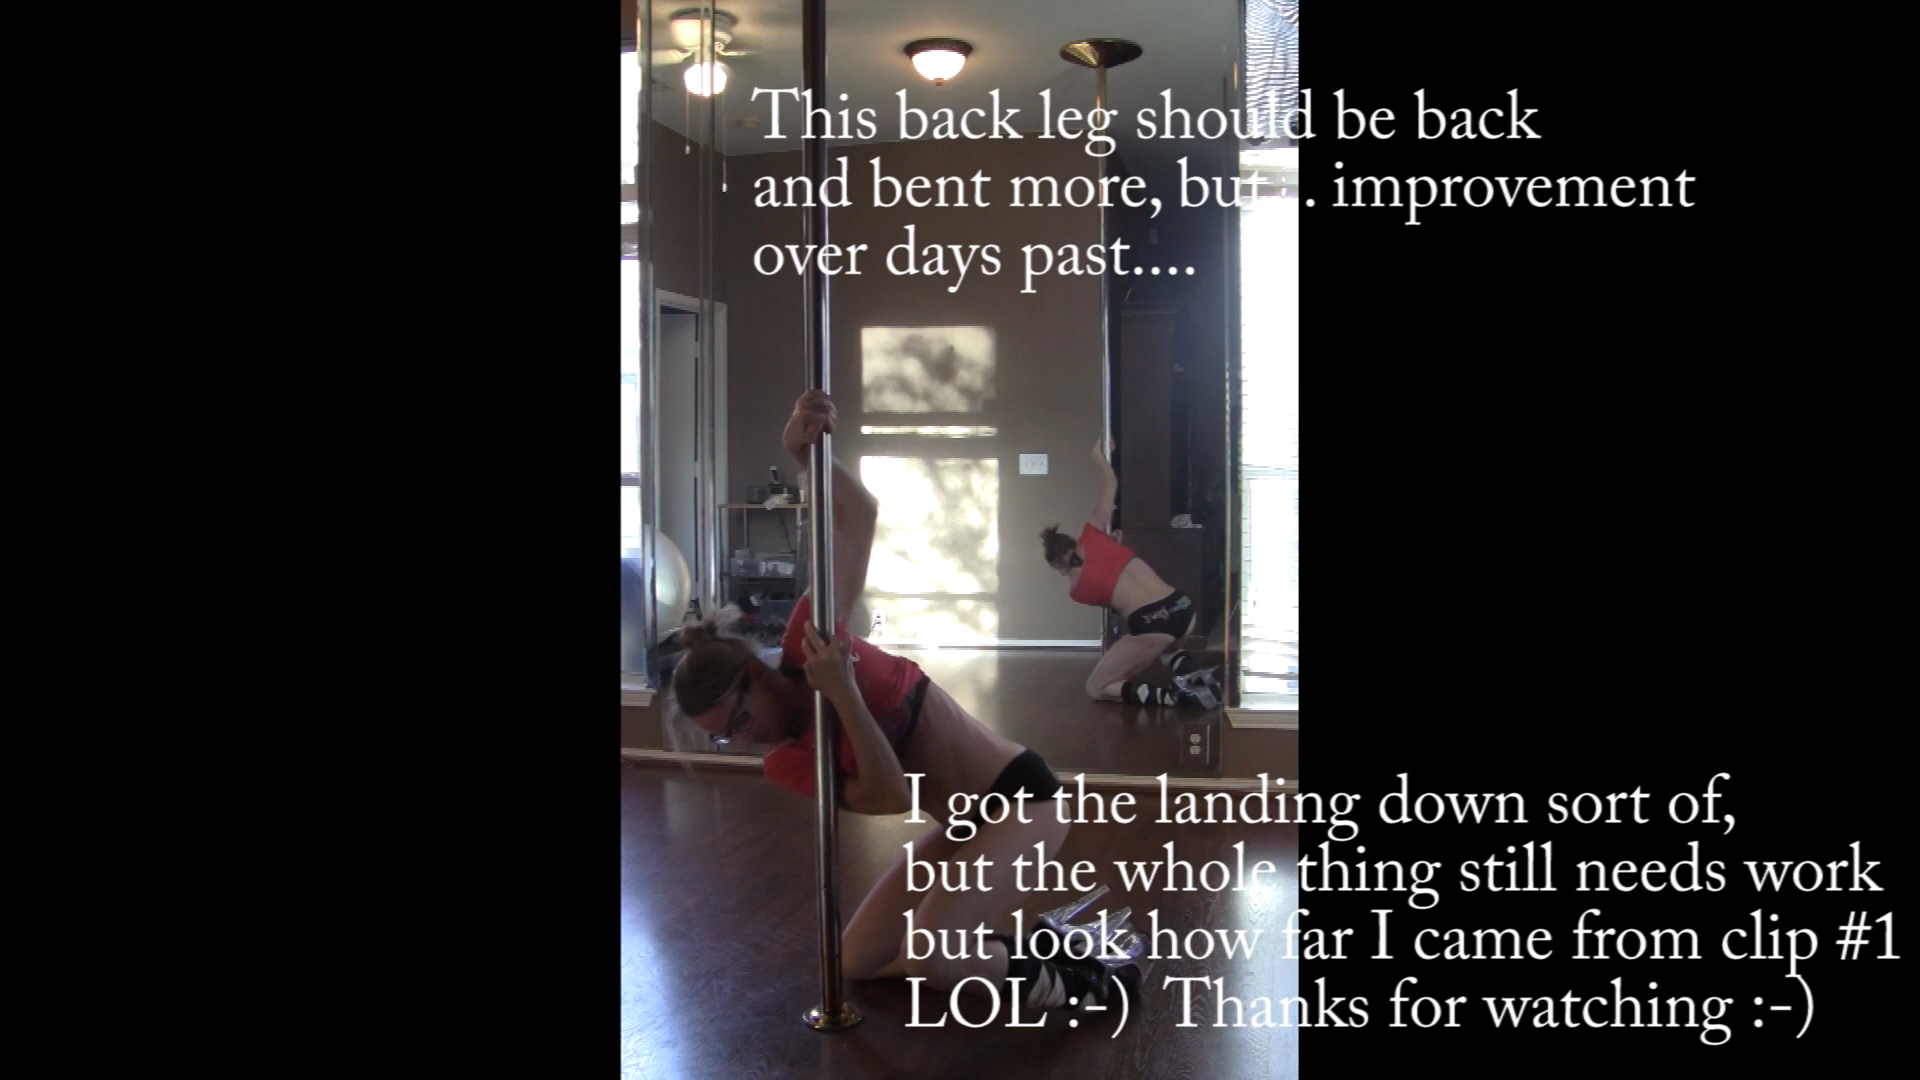 This back leg should be back
and bent more, but . . . improvement
over days past....
I got the landing down sort of,
but the whole thing still needs work
but look how far I came from clip #1
LOL :-)  Thanks for watching :-)